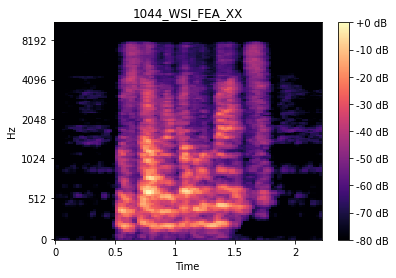 1044_WSI_FEA_XX
8192
4096
2048
1024
512
0
Hz
0
0.5
1
1.5
2
Time
+0 dB
-10 dB
-20 dB
-30 dB
-40 dB
-50 dB
-60 dB
-70 dB
-80 dB